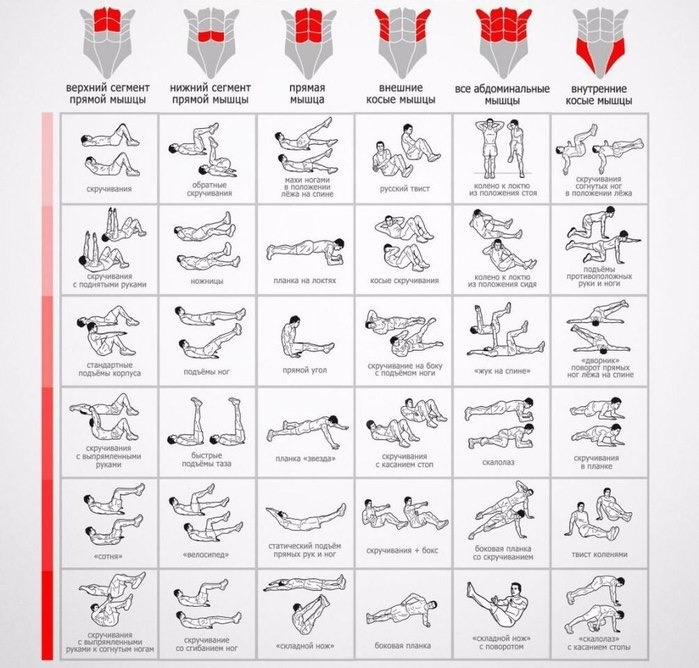 верхний сегмент
прямой мышцы
нижний сегмент
прямой мышцы
прямая
мышца
внешние
косые мышцы
все абдоминальные
мышцы
внутренние
косые мышцы
скручивания
обратные
скручивания
махи ногами
в положении
лёжа на спине
русский твист
колено к локтю
из положения стоя
скручивания
согнутых ног
в положении лёжа
скручивания
с поднятыми руками
ножницы
планка на локтях
косые скручивания
колено к локтю
из положения сидя
подъёмы
противоположных
руки и ноги
стандартные
подъёмы корпуса
подъёмы ног
прямой угол
скручивание на боку
с подъёмом ноги
«жук на спине»
«дворник»
поворот прямых
ног лёжа на спине
скручивания
с выпрямленными
руками
быстрые
подъёмы таза
планка «звезда»
скручивания
с касанием стоп
скалолаз
скручивания
в планке
«сотня»
«велосипед»
статический подъём
прямых рук и ног
скручивания + бокс
боковая планка
со скручиванием
твист коленями
скручивания
с выпрямленными
руками к согнутым ногам
скручивание
со сгибанием ног
«складной нож»
боковая планка
«складной нож»
с поворотом
«скалолаз»
с касанием стопы